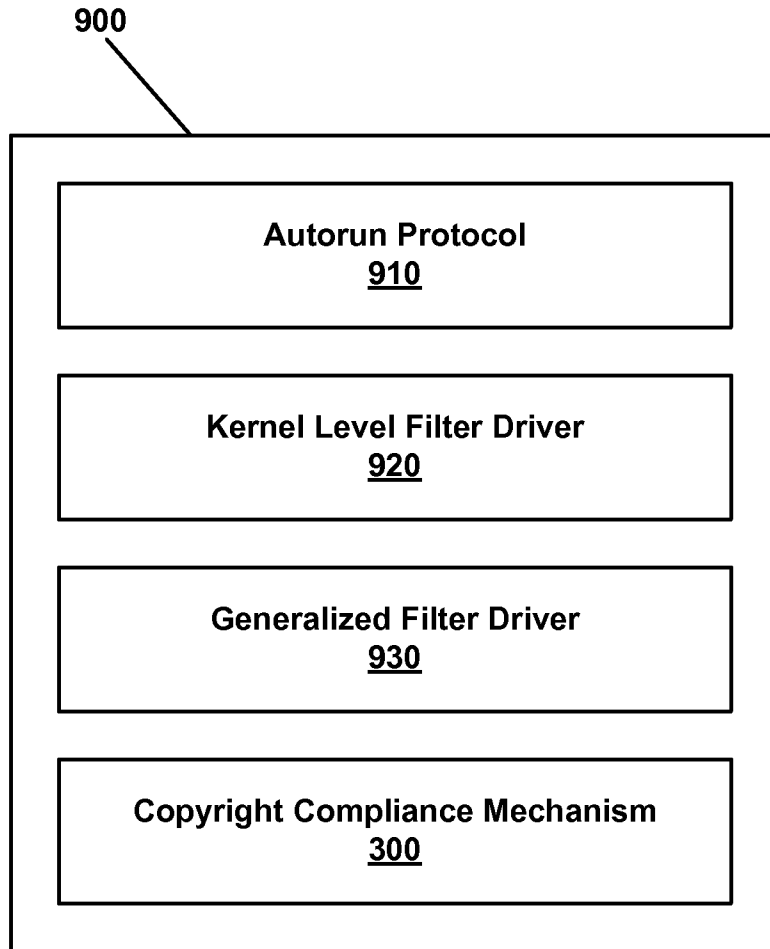 900
Autorun Protocol
910
Kernel Level Filter Driver
920
Generalized Filter Driver
930
Copyright Compliance Mechanism
300